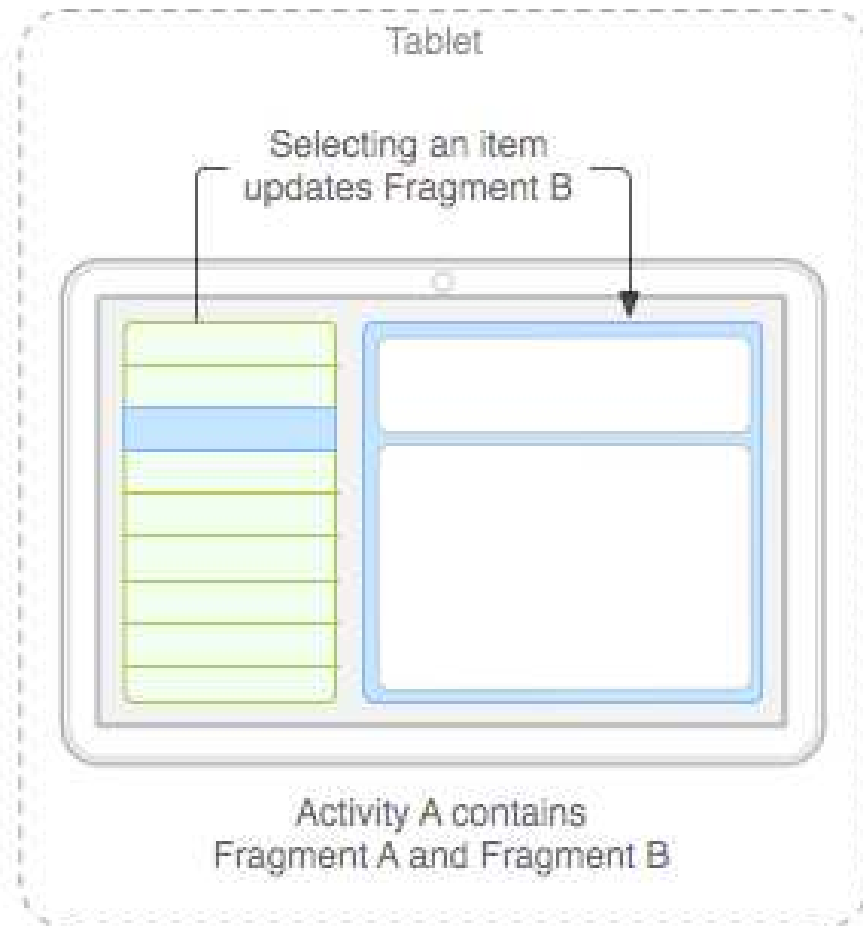 Tablet
Selecting an item
updates Fragment B
Activity A contains
Fragment A and Fragment B